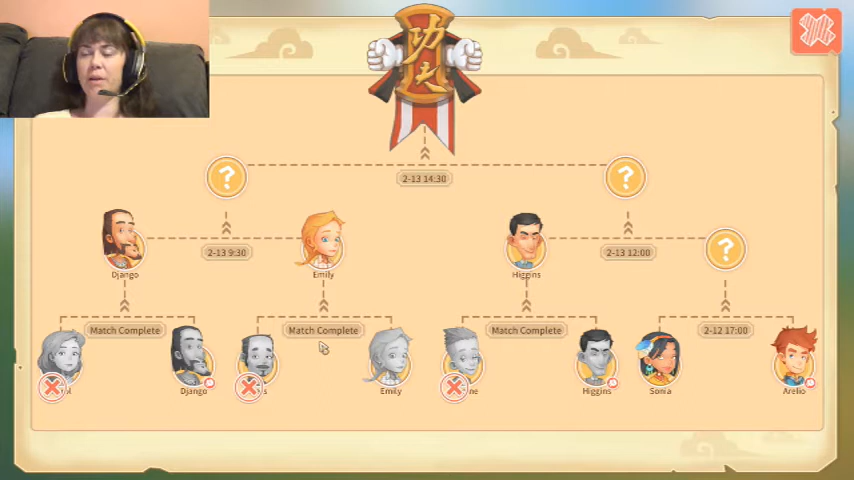 功夫
2-13 14:30
Django
2-13 9:30
Emily
Higgins
2-13 12:00
Match Complete
Match Complete
Match Complete
2-12 17:00
Django
Emily
Higgins
Sonia
Arello